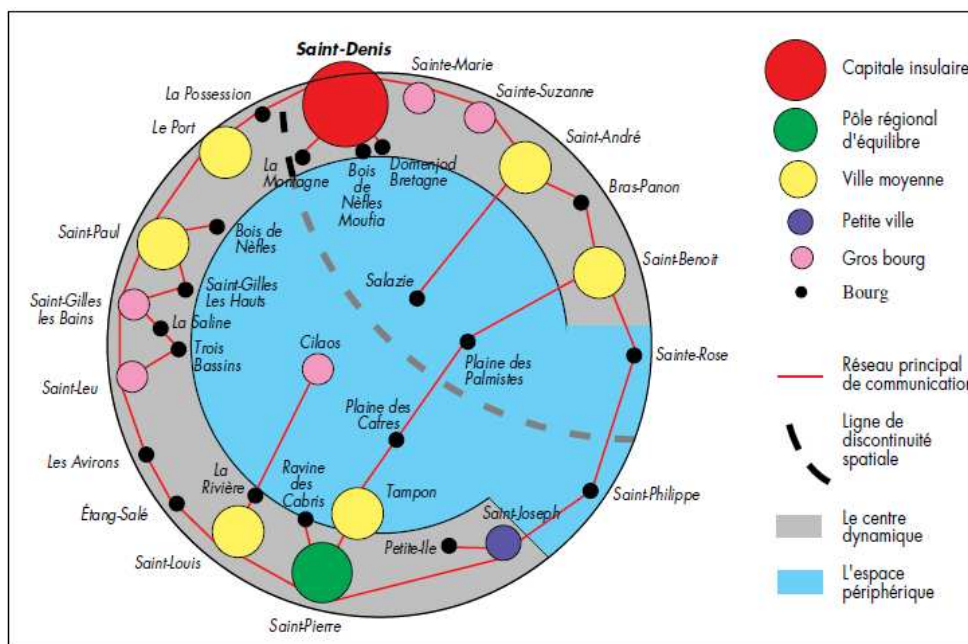 Saint-Denis
Sainte-Marie
Sainte-Suzanne
La Possession
Le Port
Saint-André
La
Montagne
Bois
de
Nèfles
Moufia
Domenjod
Bretagne
Bras-Panon
Saint-Paul
Bois de
Nèfles
Saint-Benoit
Salazie
Saint-Gilles
Les Hauts
Saint-Gilles
les Bains
La Saline
Trois
Bassins
Cilaos
Plaine des
Palmistes
Sainte-Rose
Saint-Leu
Plaine des
Cafres
Les Avirons
La
Rivière
Ravine
des
Cabris
Tampon
Saint-Philippe
Étang-Salé
Saint-Joseph
Petite-Ile
Saint-Louis
Saint-Pierre
Capitale insulaire
Pôle régional
d'équilibre
Ville moyenne
Petite ville
Gros bourg
Bourg
Réseau principal
de communication
Ligne de
discontinuité
spatiale
Le centre
dynamique
L'espace
périphérique